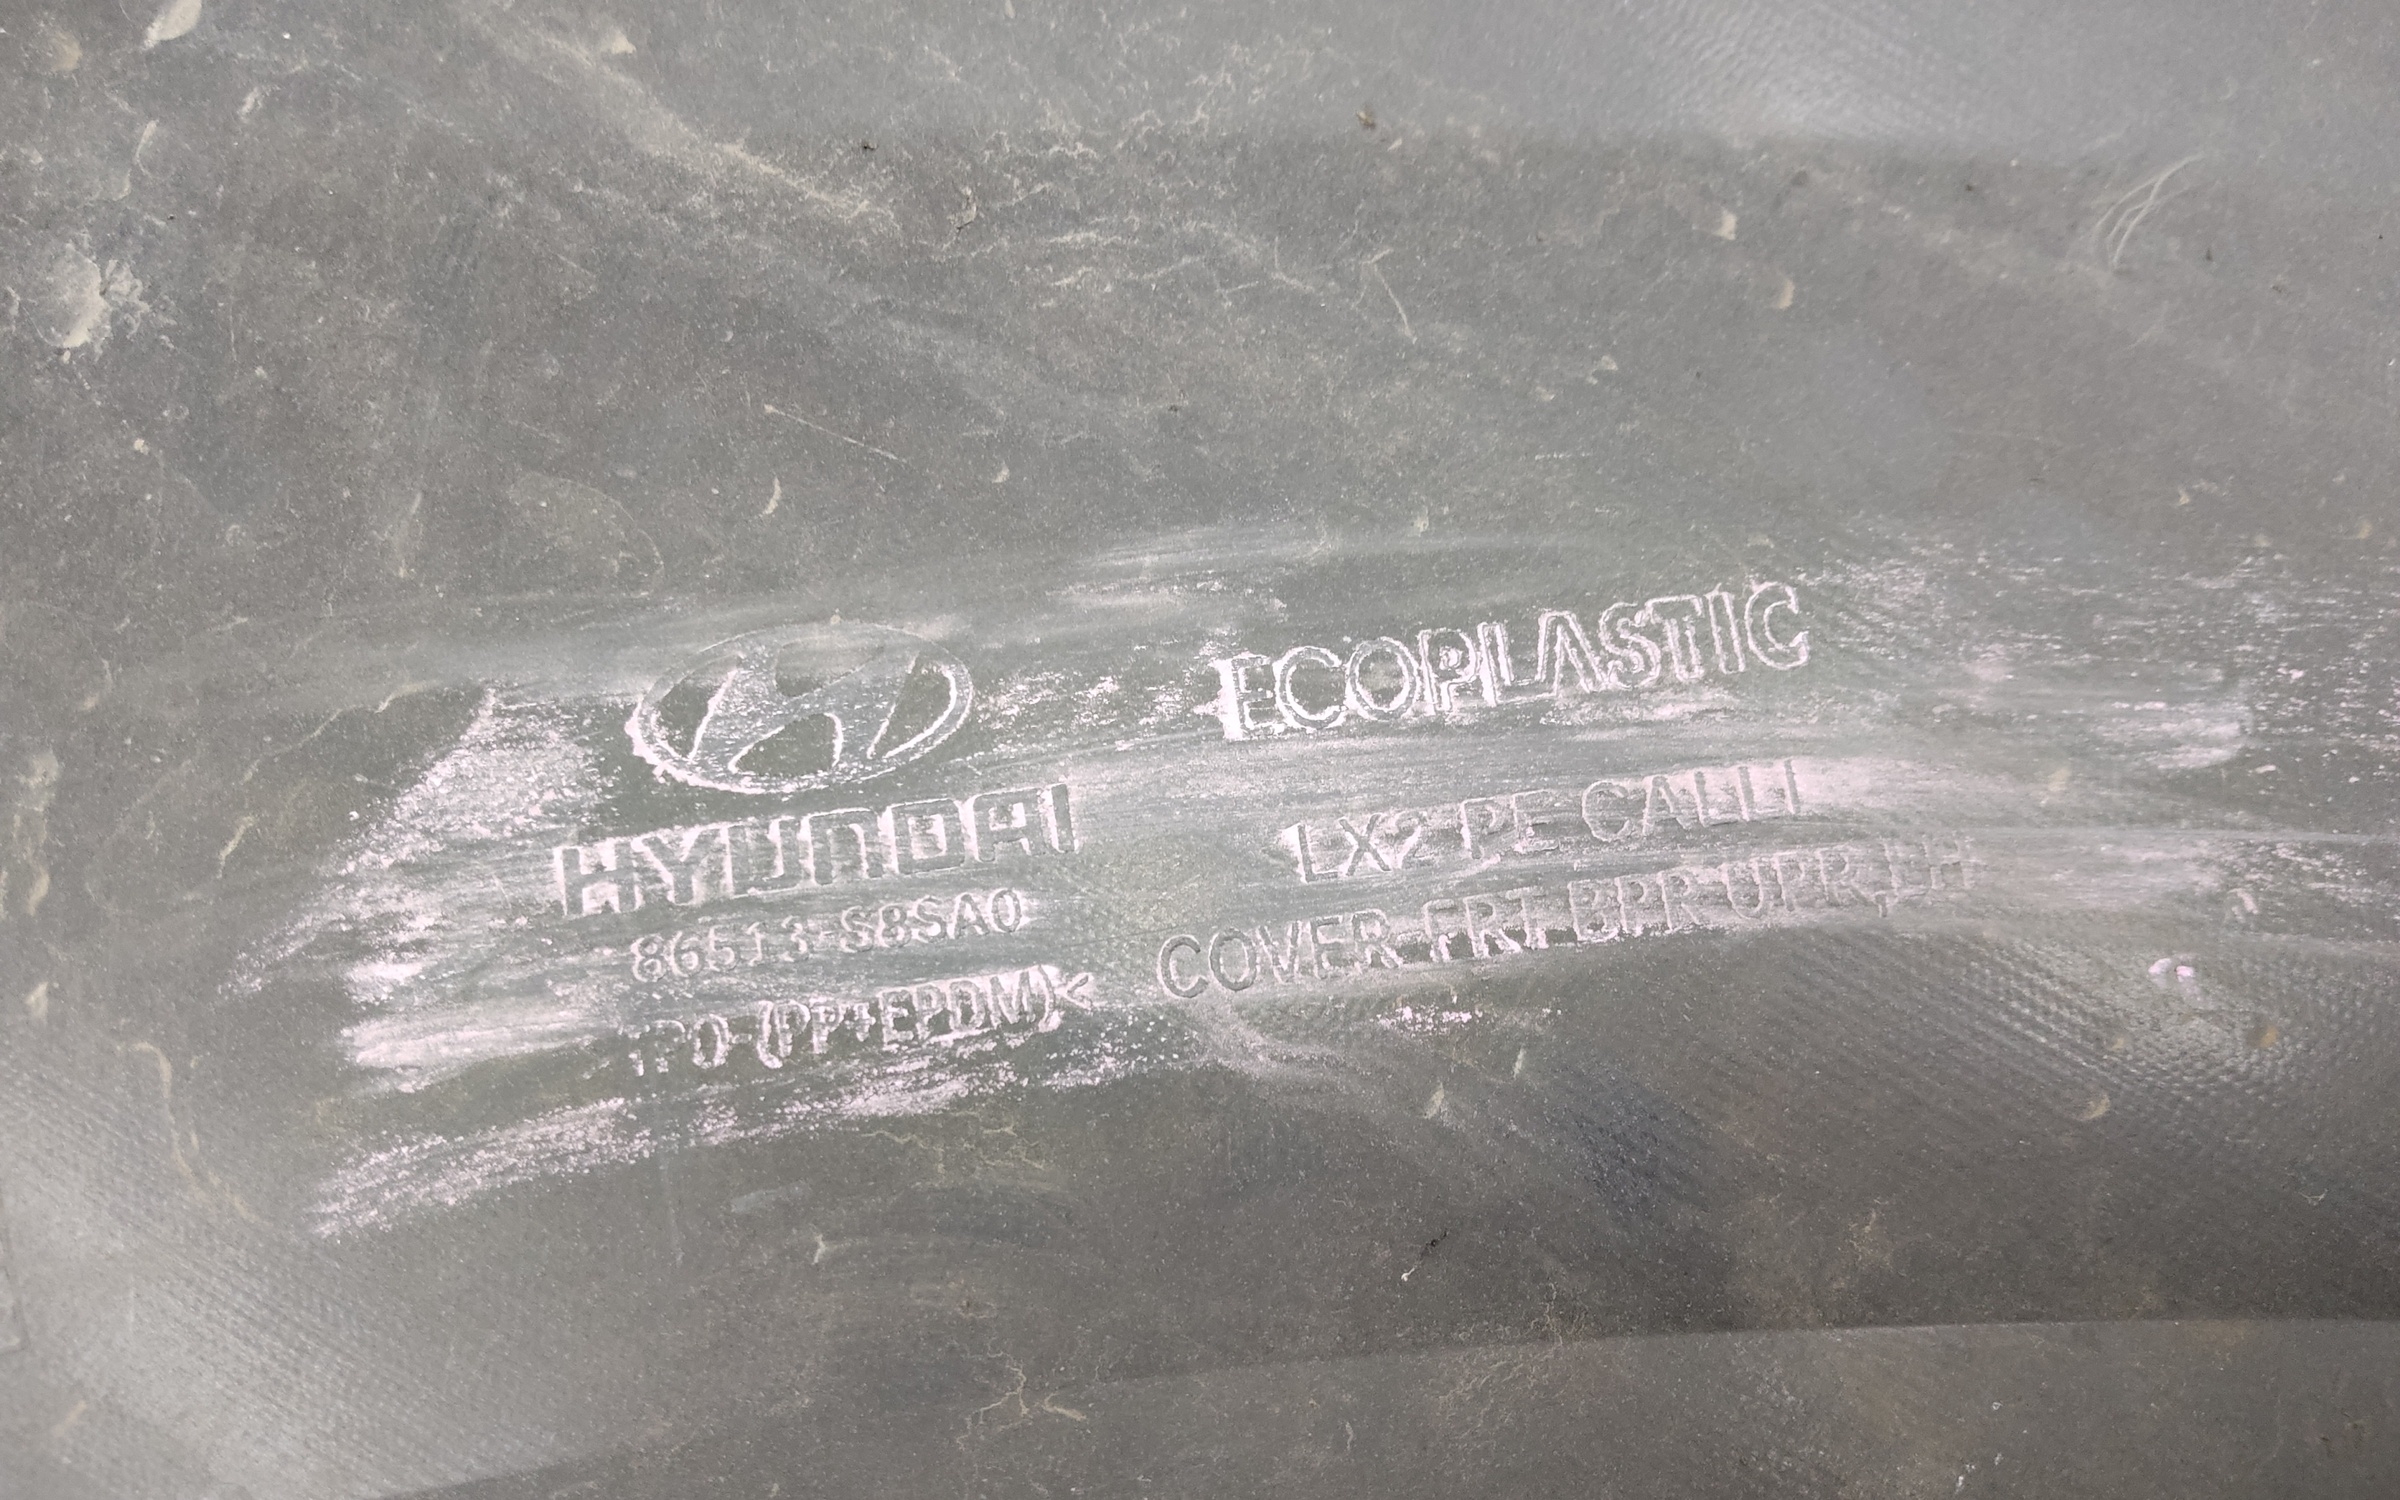 ECOPLASTIC
HYUNDAI
LX2 PE CALLI
86513-S8SA0
COVER-FRT BPR-UPR,LH
TPO-(PP+EPDM)<